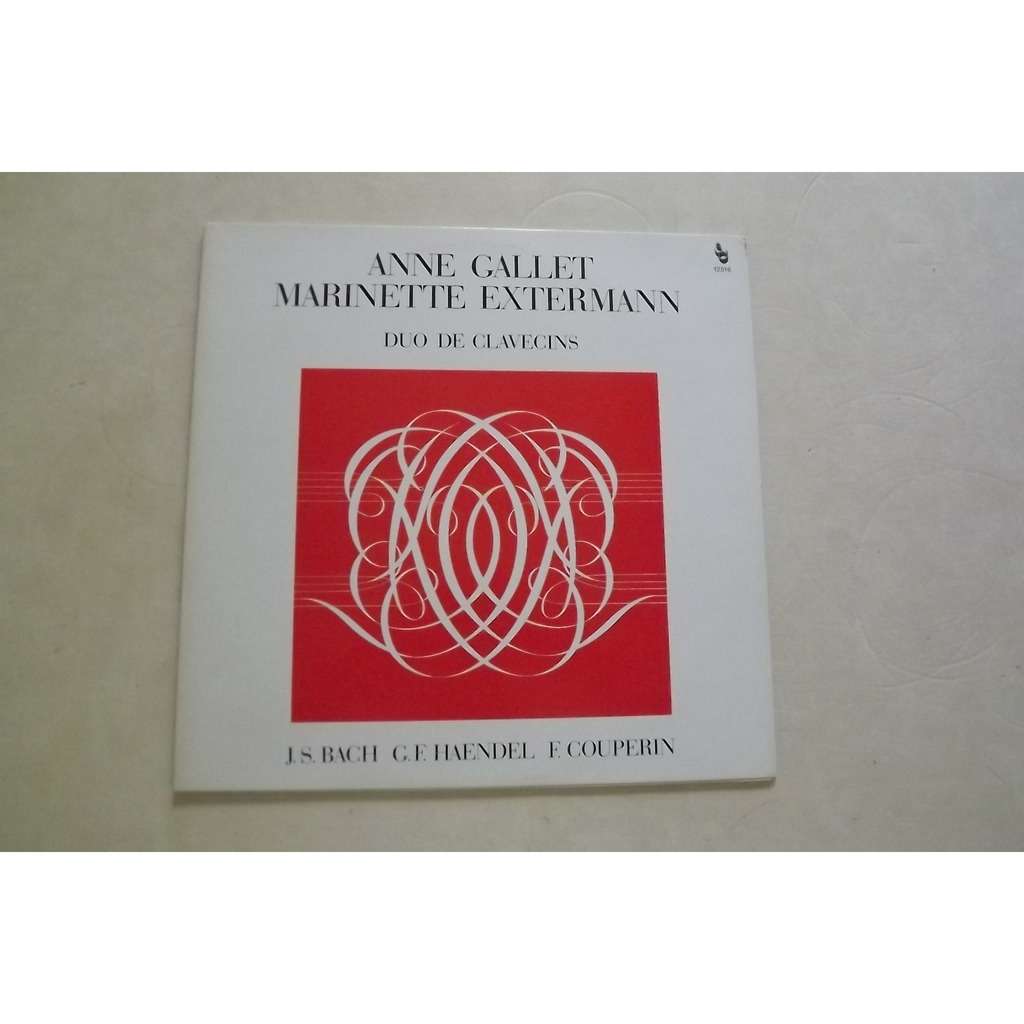 ANNE GALLET
MARINETTE EXTERMANN
DUO DE CLAVECINS
J. S. BACH G. F. HAENDEL F. COUPERIN